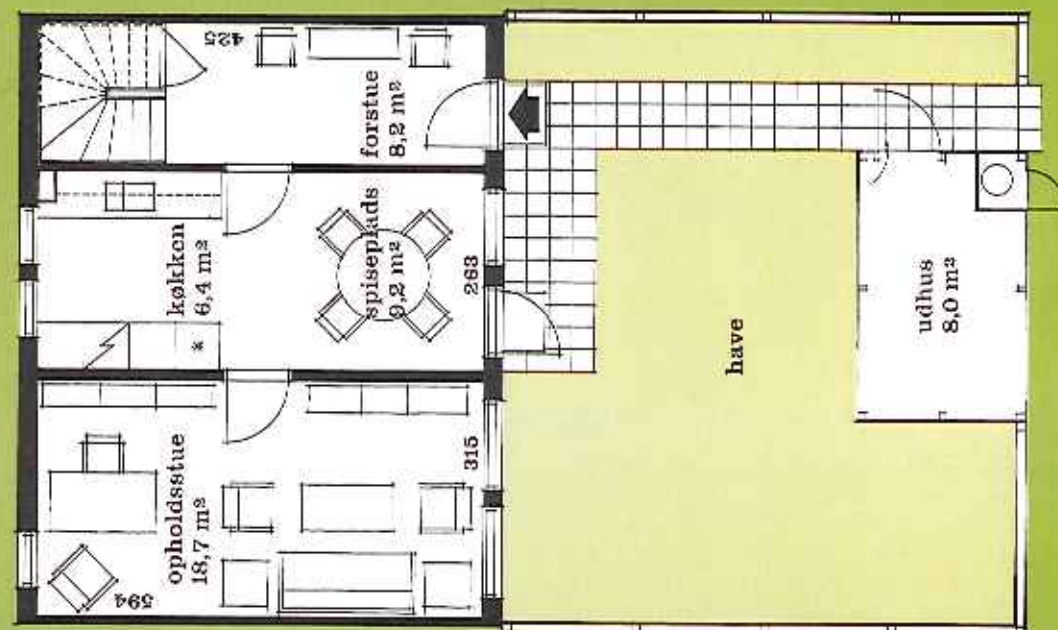 425
forstue
8,2 m²
køkken
6,4 m²
*
spiseplads
9,2 m²
263
opholdsstue
18,7 m²
594
315
have
udhus
8,0 m²